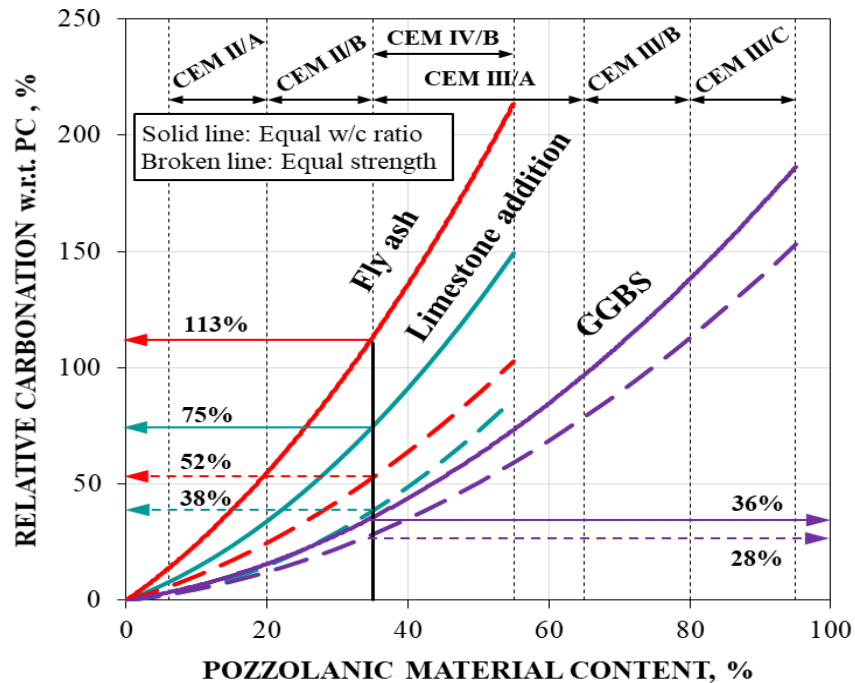 RELATIVE CARBONATION w.r.t. PC , %
250
200
150
100
50
0
CEM II/A
CEM II/B
CEM IV/B
CEM III/A
CEM III/B
CEM III/C
Solid line: Equal w/c ratio
Broken line: Equal strength
Fly ash
Limestone addition
GGBS
113%
75%
52%
38%
36%
28%
0 20 40 60 80 100
POZZOLANIC MATERIAL CONTENT, %